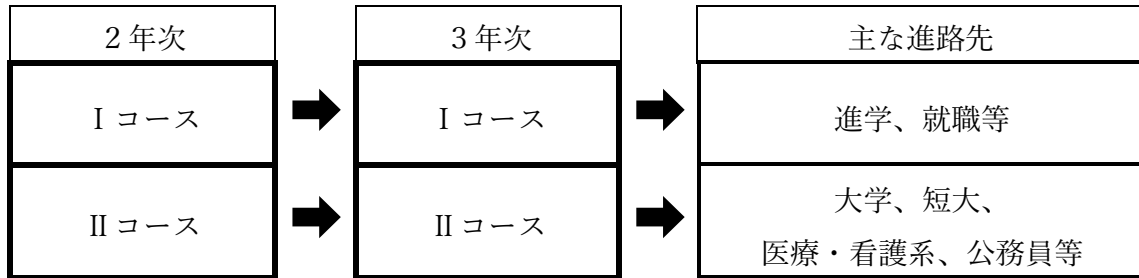 ２年次
３年次
主な進路先
Ⅰコース
Ⅰコース
進学、就職等
Ⅱコース
Ⅱコース
大学、短大、
医療・看護系、公務員等